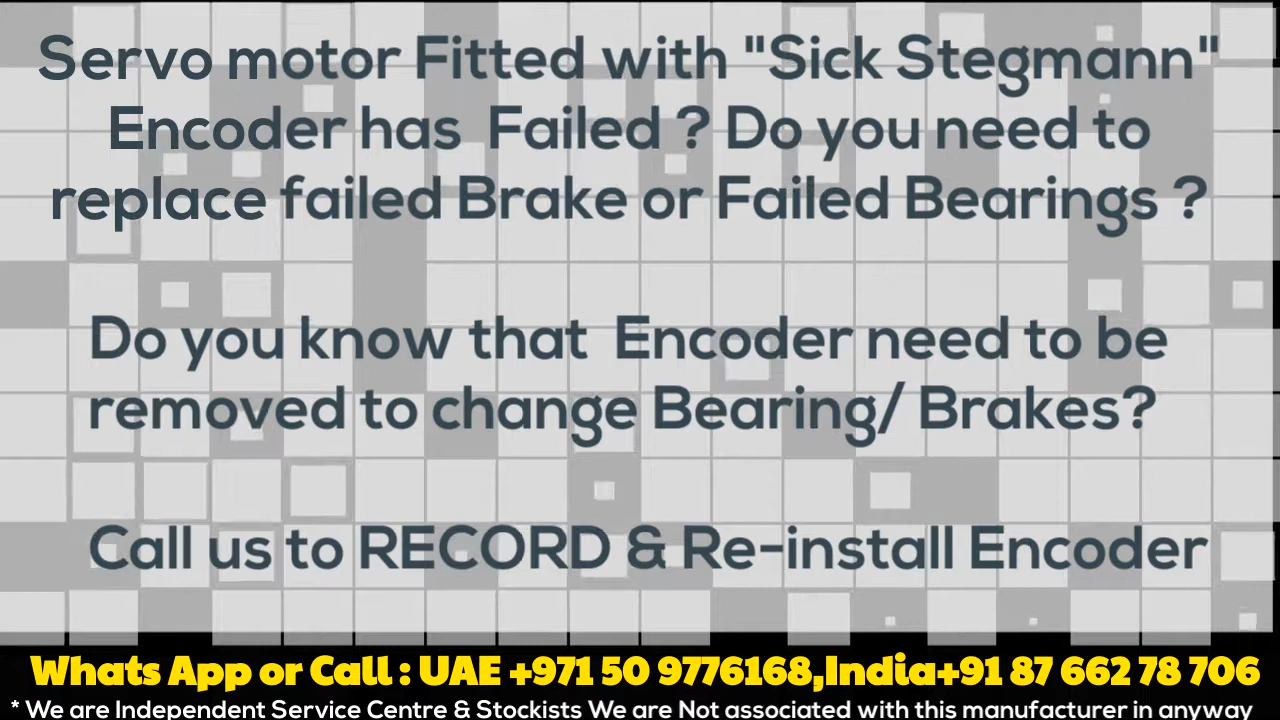 Servo motor Fitted with "Sick Stegmann"
Encoder has Failed ? Do you need to
replace failed Brake or Failed Bearings ?
Do you know that Encoder need to be
removed to change Bearing/ Brakes?
Call us to RECORD & Re-install Encoder
Whats App or Call : UAE +971 50 9776168,India+91 87 662 78 706
* We are Independent Service Centre & Stockists We are Not associated with this manufacturer in anyway